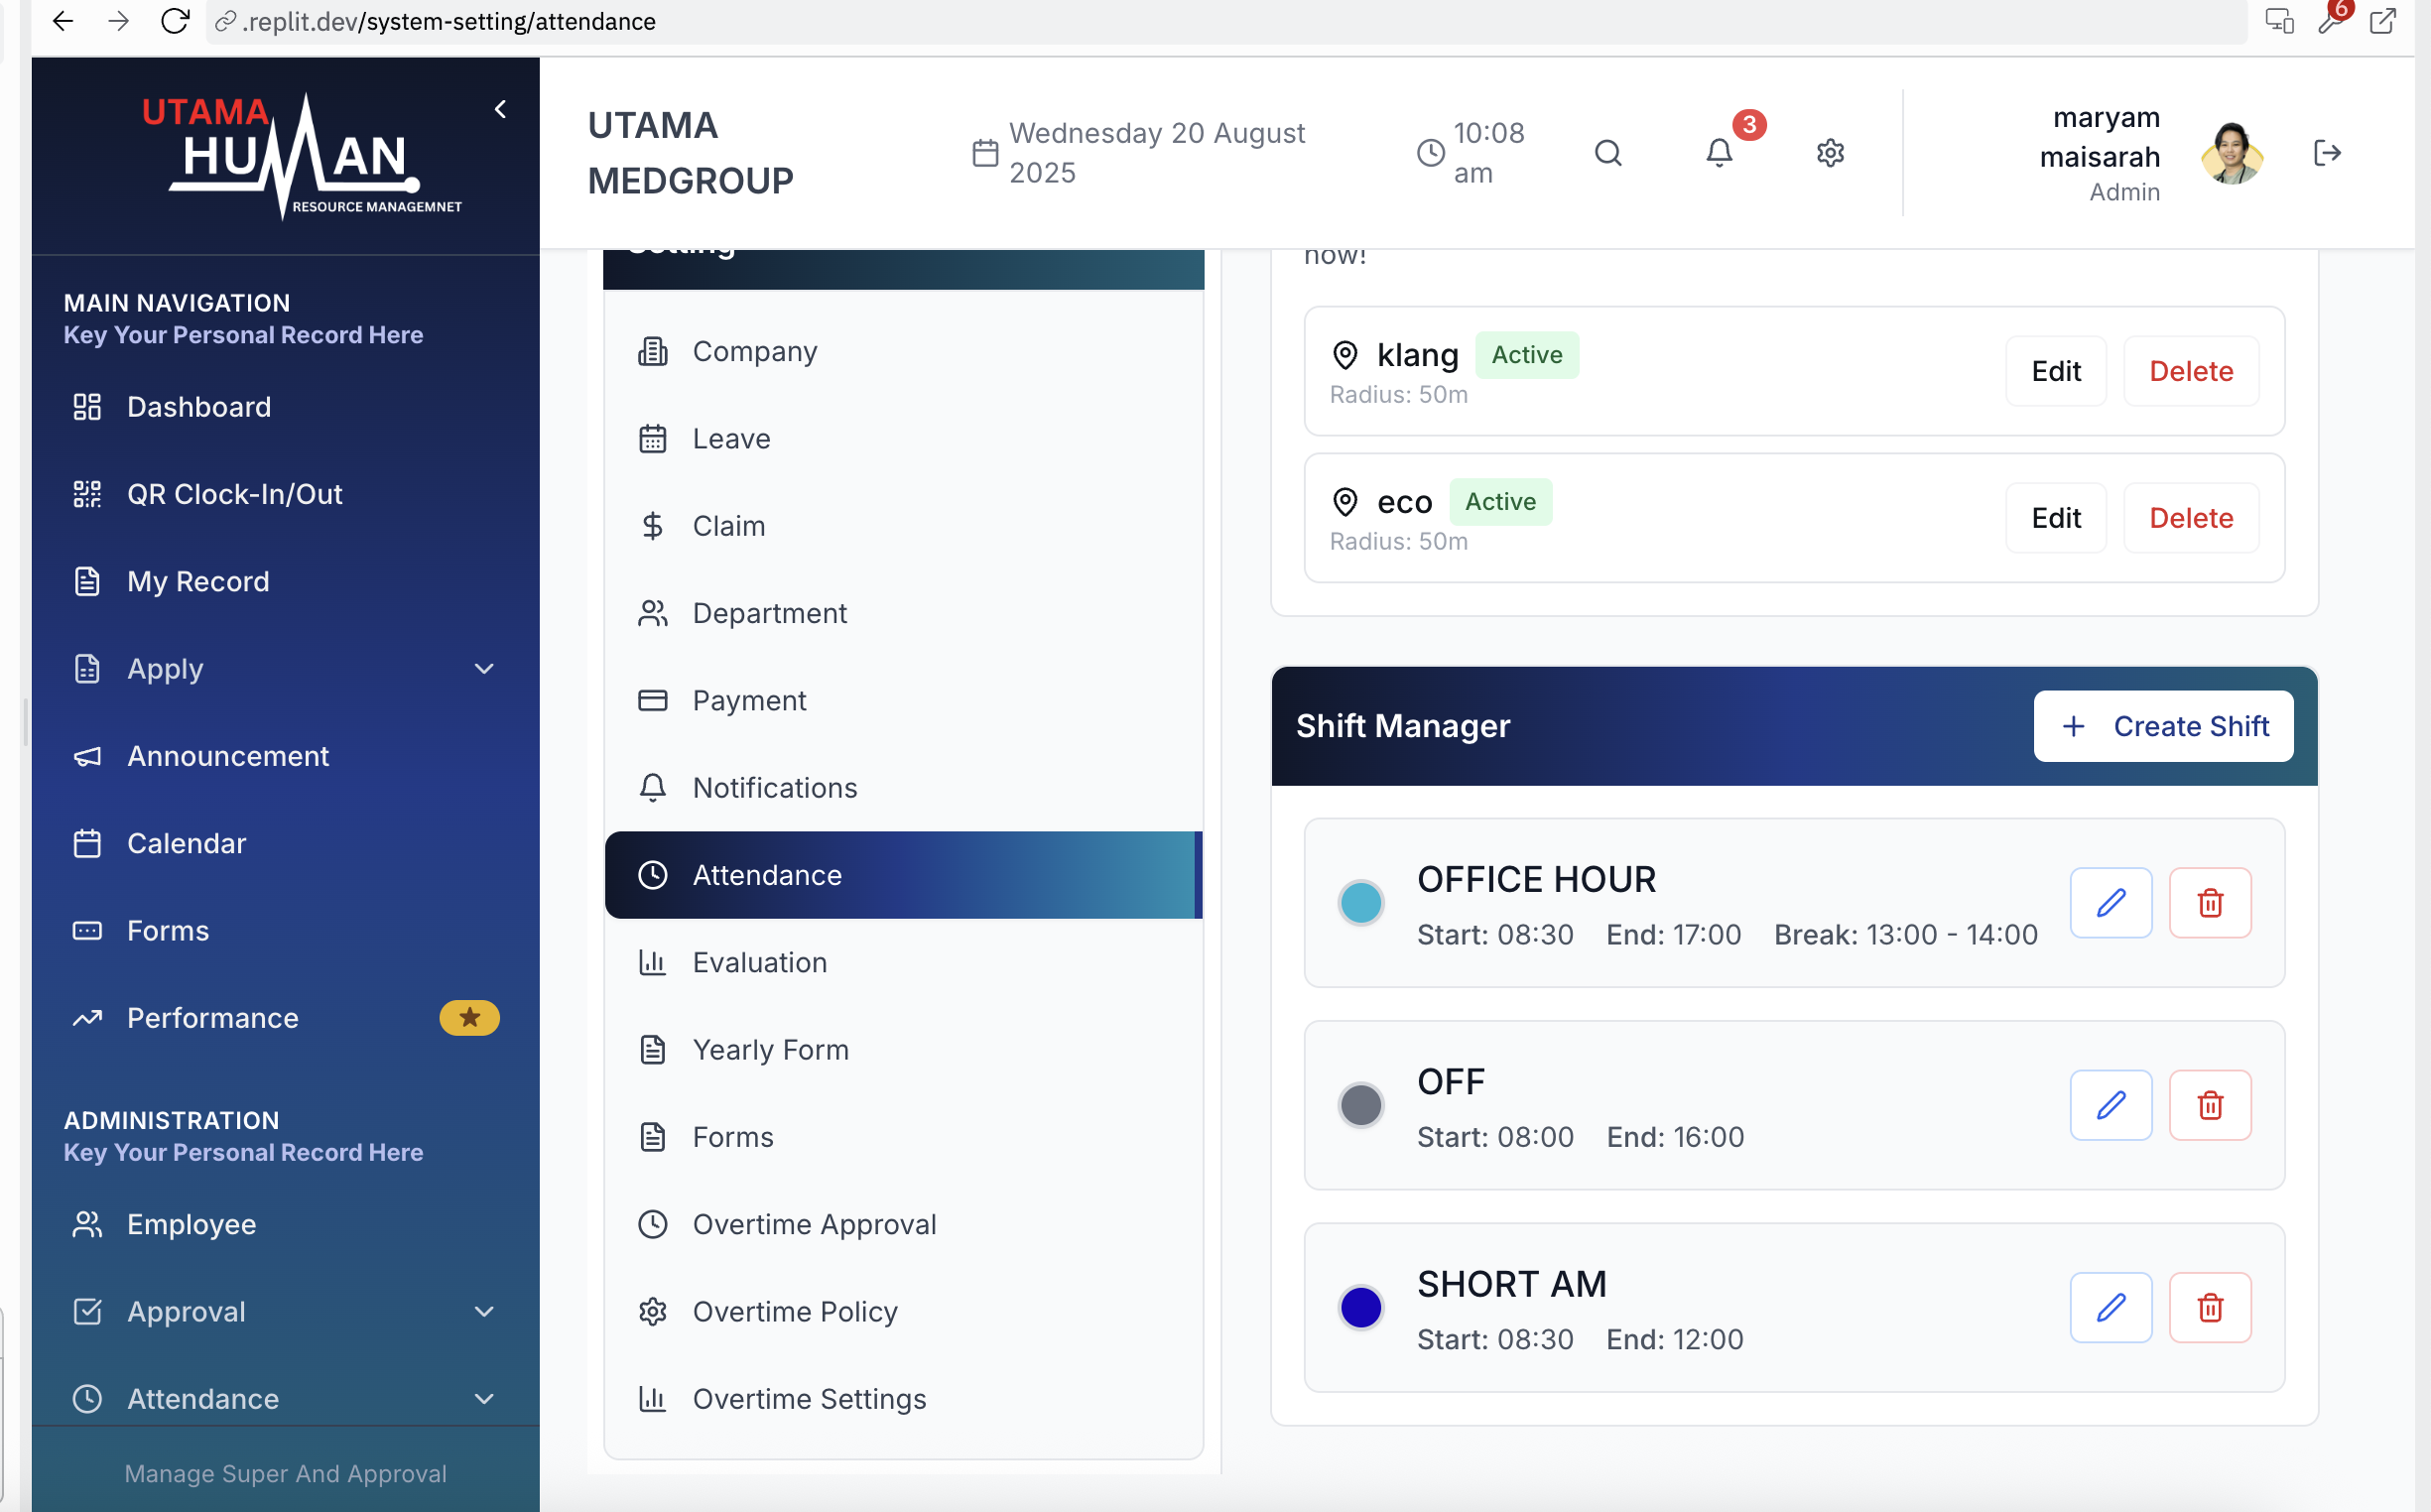 .replit.dev/system-setting/attendance
6
UTAMA
HUMAN
RESOURCE MANAGEMNET
MAIN NAVIGATION
Key Your Personal Record Here
Dashboard
QR Clock-In/Out
My Record
Apply
Announcement
Calendar
Forms
Performance
ADMINISTRATION
Key Your Personal Record Here
Employee
Approval
Attendance
Manage Super And Approval
UTAMA
MEDGROUP
Wednesday 20 August
2025
10:08
am
3
maryam
maisarah
Admin
Setting
Company
Leave
Claim
Department
Payment
Notifications
Attendance
Evaluation
Yearly Form
Forms
Overtime Approval
Overtime Policy
Overtime Settings
now!
klang Active
Radius: 50m
Edit Delete
eco Active
Radius: 50m
Edit Delete
Shift Manager
+ Create Shift
OFFICE HOUR
Start: 08:30 End: 17:00 Break: 13:00 - 14:00
OFF
Start: 08:00 End: 16:00
SHORT AM
Start: 08:30 End: 12:00